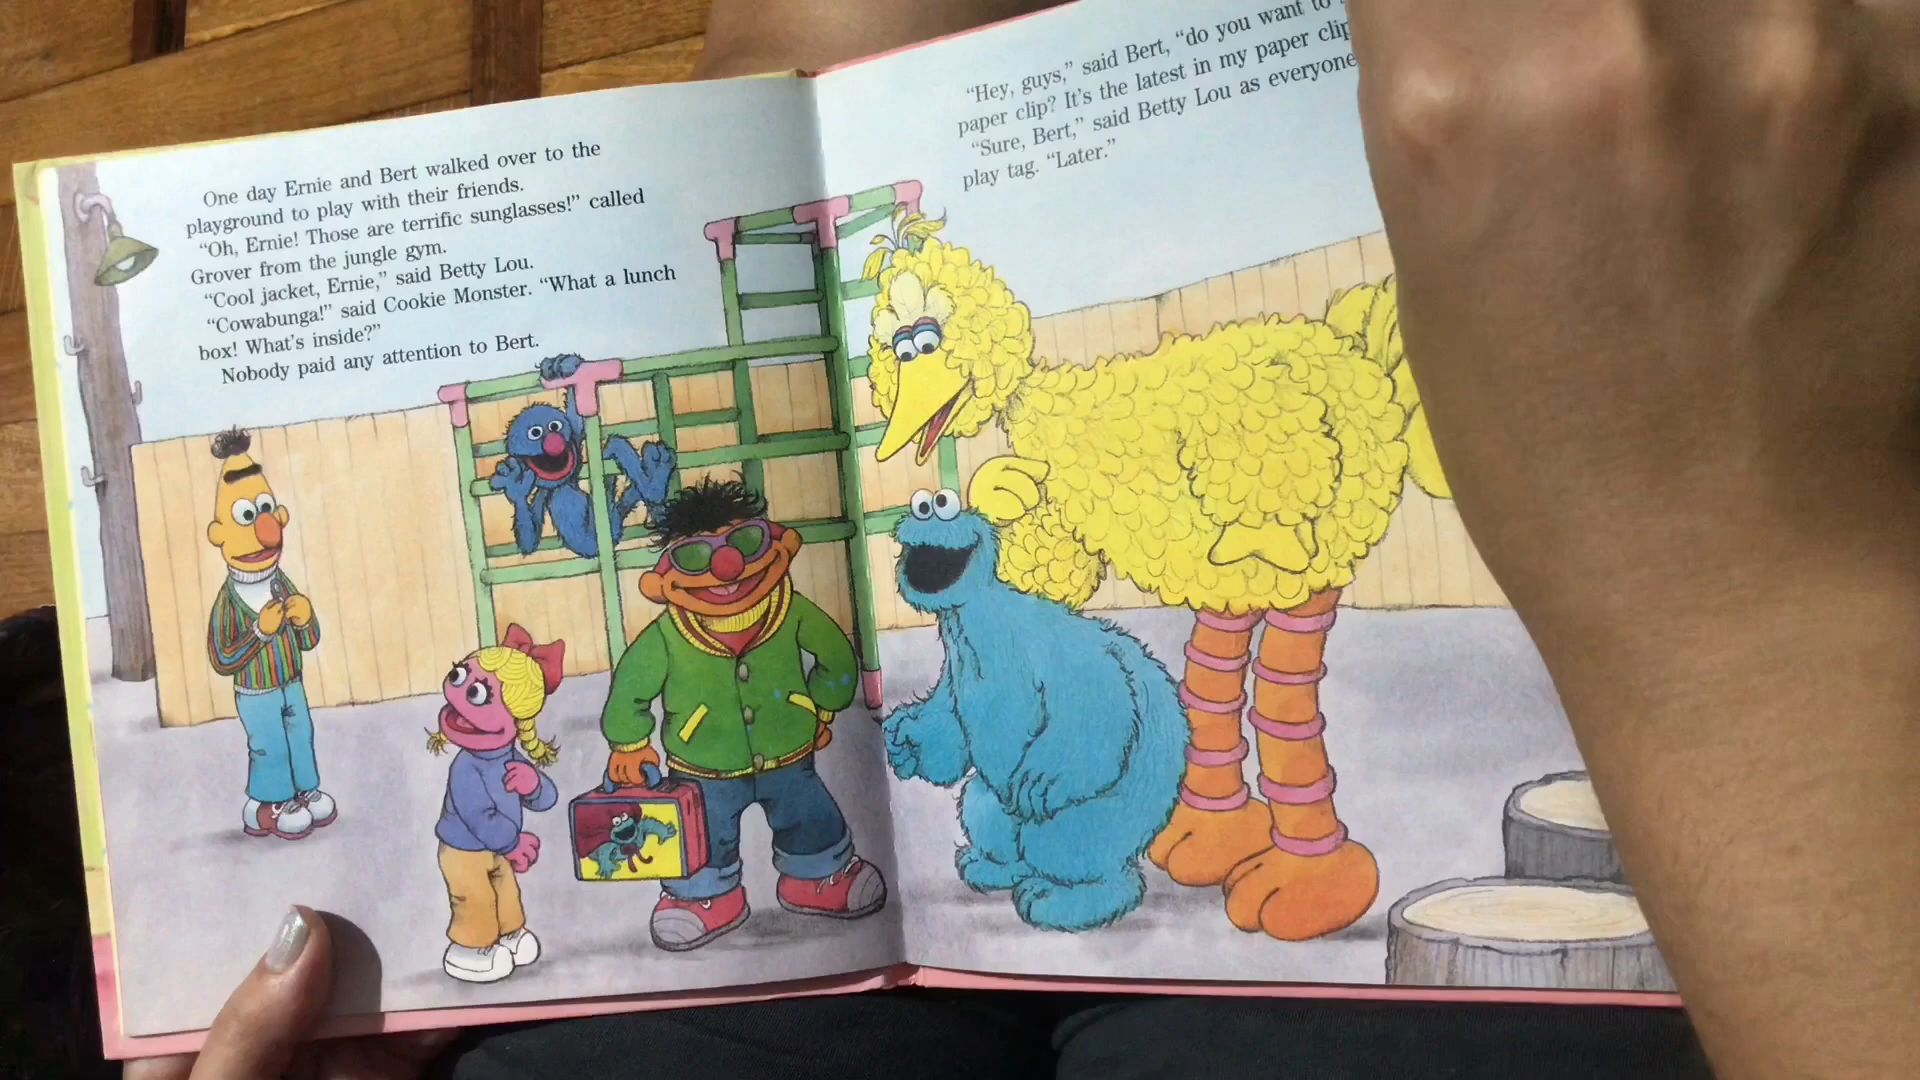 One day Ernie and Bert walked over to the
playground to play with their friends.
“Oh, Ernie! Those are terrific sunglasses!” called
Grover from the jungle gym.
“Cool jacket, Ernie,” said Betty Lou.
“Cowabunga!” said Cookie Monster. “What a lunch
box! What's inside?”
Nobody paid any attention to Bert.
“Hey, guys,” said Bert, “do you want to
paper clip? It's the latest in my paper clip
“Sure, Bert,” said Betty Lou as everyone
play tag. “Later.”